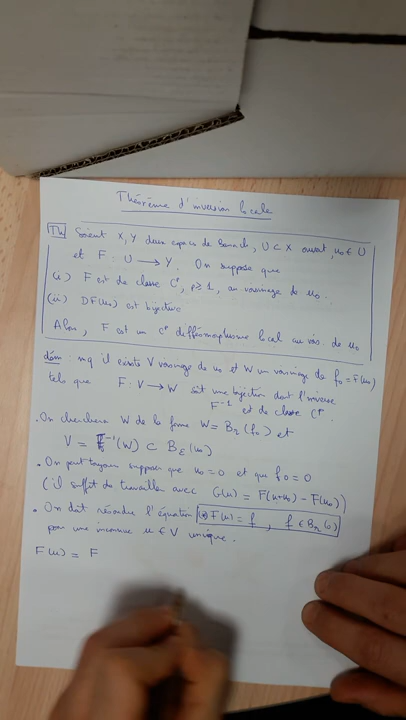 Théorème d'inversion locale
Th Soient X, Y deux espaces de Banach, U ⊂ X ouvert, u₀ ∈ U
et F : U → Y. On suppose que
(i) F est de classe Cᵖ, p ≥ 1, au voisinage de u₀.
(ii) DF(u₀) est bijective
Alors, F est un Cᵖ difféomorphisme local au vois. de u₀
dém : mq il existe V voisinage de u₀ et W un voisinage de f₀ = F(u₀)
tels que F : V → W soit une bijection dont l'inverse
F⁻¹ est de classe Cᵖ.
. On cherchera W de la forme W = Bᵣ(f₀) et
V = F⁻¹(W) ⊂ B_ε(u₀)
. On peut toujours supposer que u₀ = 0 et que f₀ = 0
(il suffit de travailler avec G(u) = F(u+u₀) - F(u₀))
. On doit résoudre l'équation F(u) = f, f ∈ Bᵣ(0)
pour une inconnue u ∈ V unique.
F(u) = F